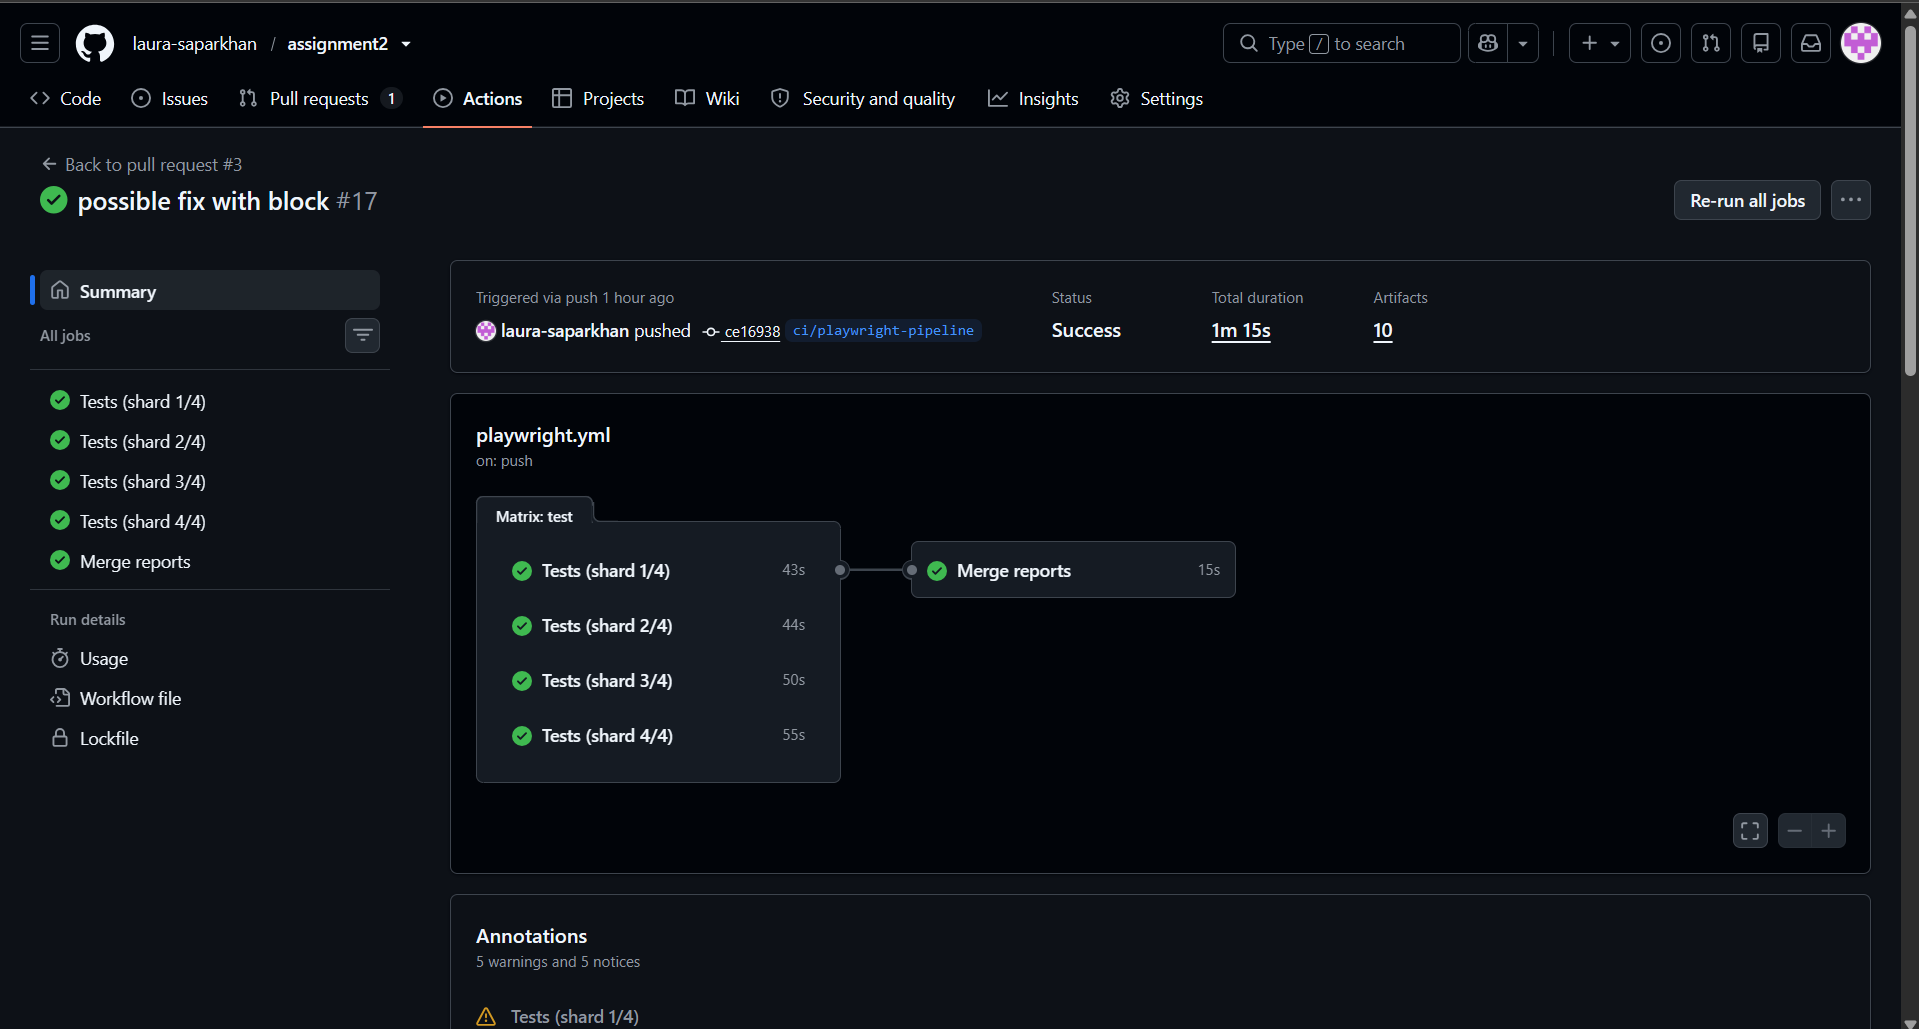 laura-saparkhan / assignment2
Type / to search
Code
Issues
Pull requests 1
Actions
Projects
Wiki
Security and quality
Insights
Settings
Back to pull request #3
possible fix with block #17
Re-run all jobs
Summary
All jobs
Tests (shard 1/4)
Tests (shard 2/4)
Tests (shard 3/4)
Tests (shard 4/4)
Merge reports
Run details
Usage
Workflow file
Lockfile
Triggered via push 1 hour ago
laura-saparkhan pushed ce16938 ci/playwright-pipeline
Status
Success
Total duration
1m 15s
Artifacts
10
playwright.yml
on: push
Matrix: test
Tests (shard 1/4) 43s
Tests (shard 2/4) 44s
Tests (shard 3/4) 50s
Tests (shard 4/4) 55s
Merge reports 15s
Annotations
5 warnings and 5 notices
Tests (shard 1/4)